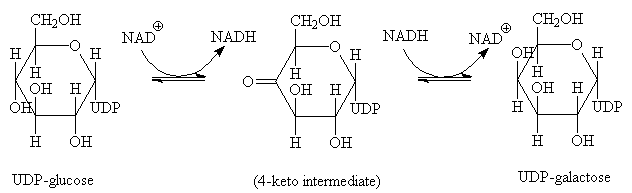 CH₂OH
O
H
H
H
OH
H
OH
UDP
H
OH
UDP-glucose
NAD⊕
NADH
CH₂OH
O
H
H
O
OH
H
UDP
H
OH
(4-keto intermediate)
NADH
NAD⊕
CH₂OH
O
OH
H
H
OH
H
H
UDP
H
OH
UDP-galactose